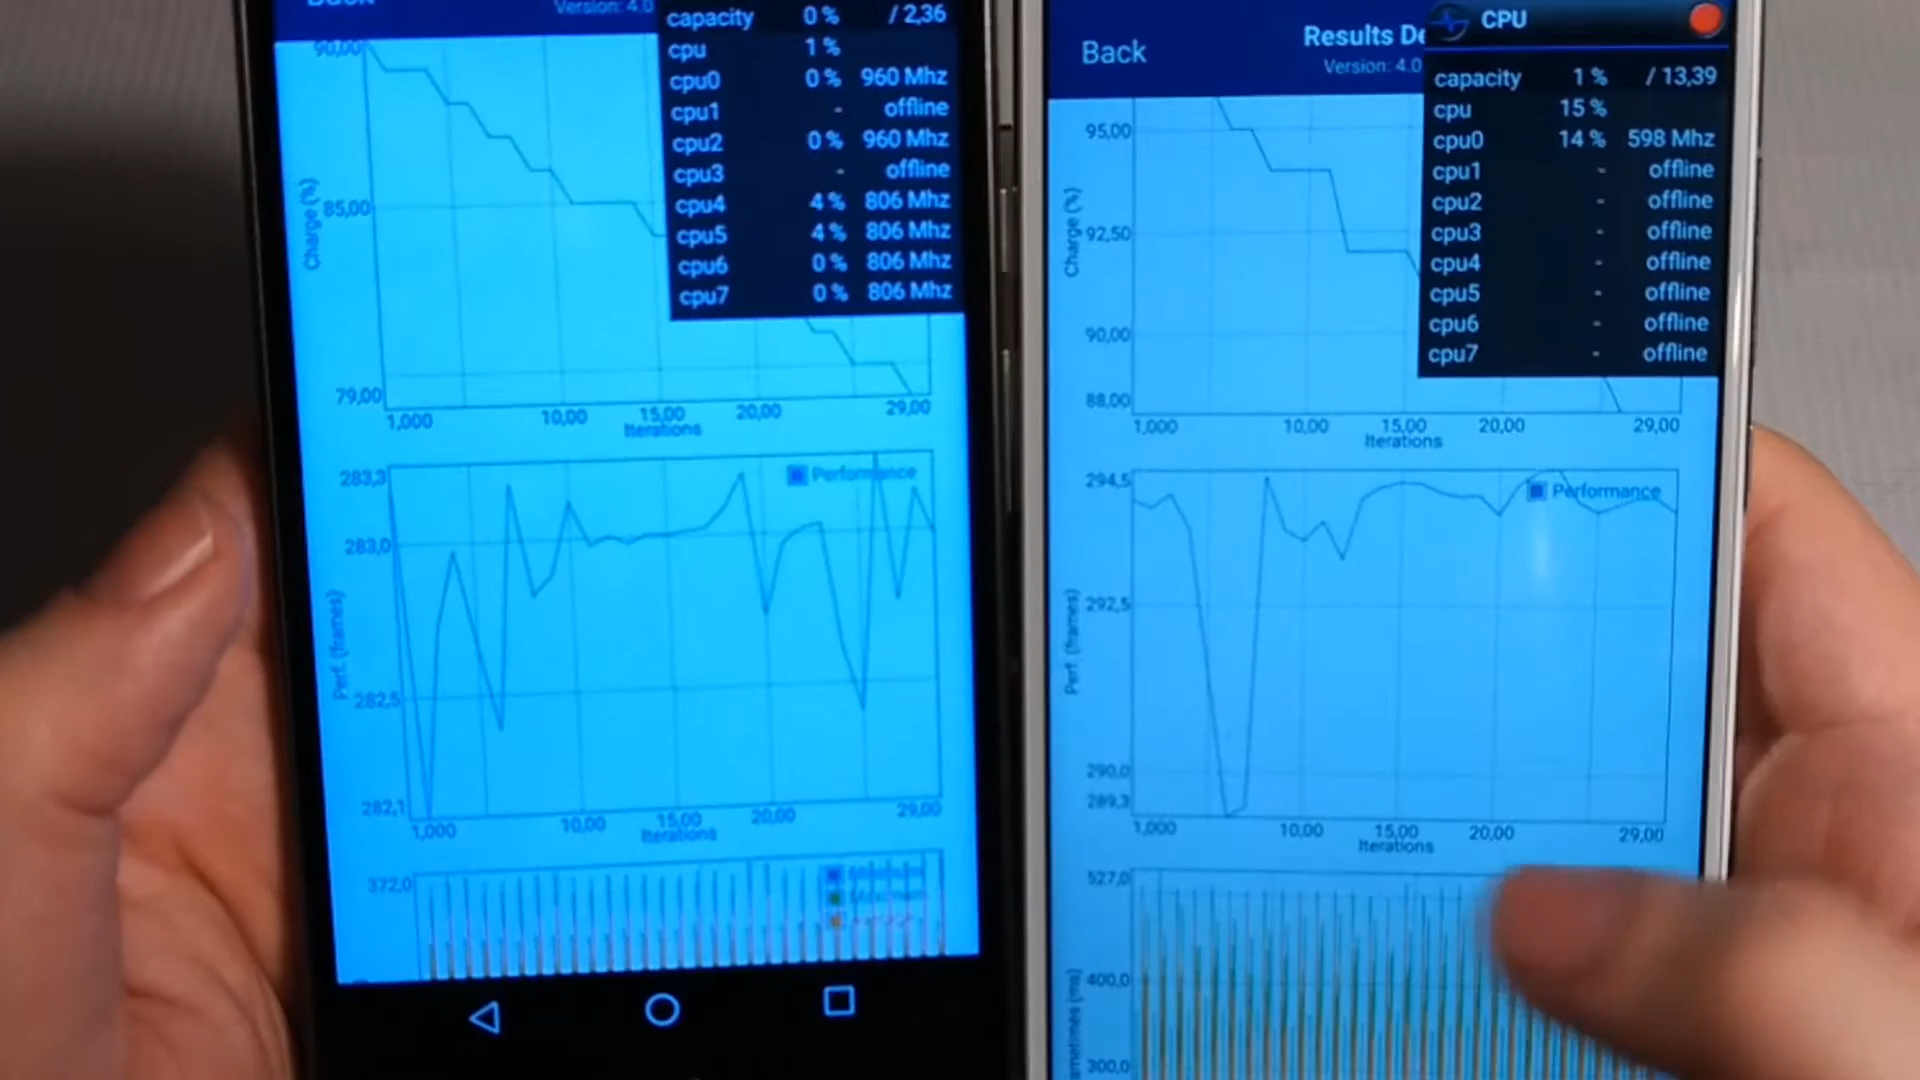 Back
Version: 4.0
capacity 0 % / 2,36
cpu 1 %
cpu0 0 % 960 Mhz
cpu1 - offline
cpu2 0 % 960 Mhz
cpu3 - offline
cpu4 4 % 806 Mhz
cpu5 4 % 806 Mhz
cpu6 0 % 806 Mhz
cpu7 0 % 806 Mhz
90,00
85,00
79,00
Charge (%)
1,000 10,00 15,00 20,00 29,00
Iterations
283,3
283,0
282,5
282,1
Perf. (frames)
Performance
1,000 10,00 15,00 20,00 29,00
Iterations
372,0
Back
Results De
Version: 4.0
CPU
capacity 1 % / 13,39
cpu 15 %
cpu0 14 % 598 Mhz
cpu1 - offline
cpu2 - offline
cpu3 - offline
cpu4 - offline
cpu5 - offline
cpu6 - offline
cpu7 - offline
95,00
92,50
90,00
88,00
Charge (%)
1,000 10,00 15,00 20,00 29,00
Iterations
294,5
292,5
290,0
289,3
Perf. (frames)
Performance
1,000 10,00 15,00 20,00 29,00
Iterations
527,0
400,0
300,0
ametimes (ms)